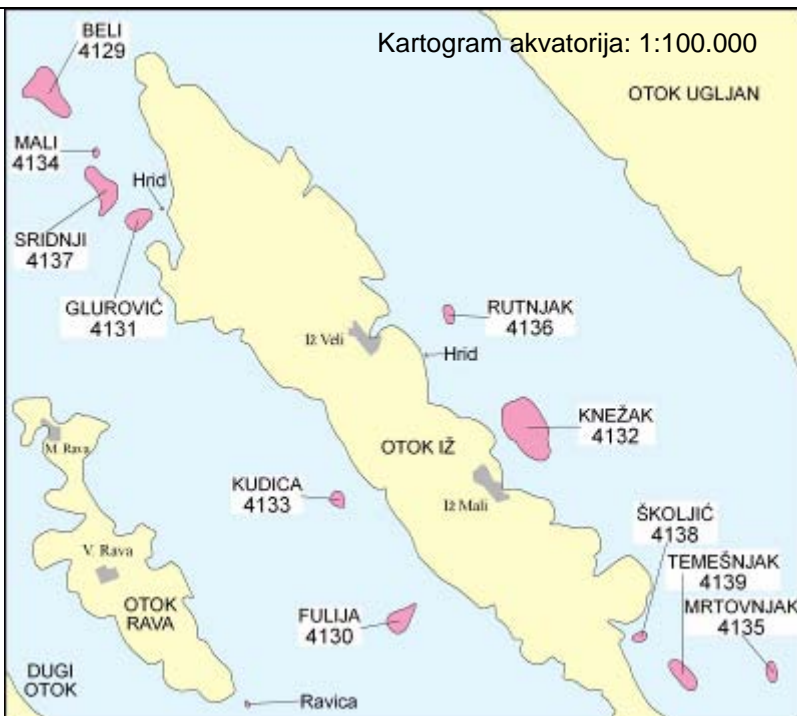 BELI
4129
Kartogram akvatorija: 1:100.000
OTOK UGLJAN
MALI
4134
Hrid
SRIDNJI
4137
GLUROVIĆ
4131
RUTNJAK
4136
Iž Veli
Hrid
KNEŽAK
4132
M. Rava
OTOK IŽ
KUDICA
4133
Iž Mali
ŠKOLJIĆ
4138
V. Rava
TEMEŠNJAK
4139
OTOK
RAVA
FULIJA
4130
MRTOVNJAK
4135
DUGI
OTOK
Ravica